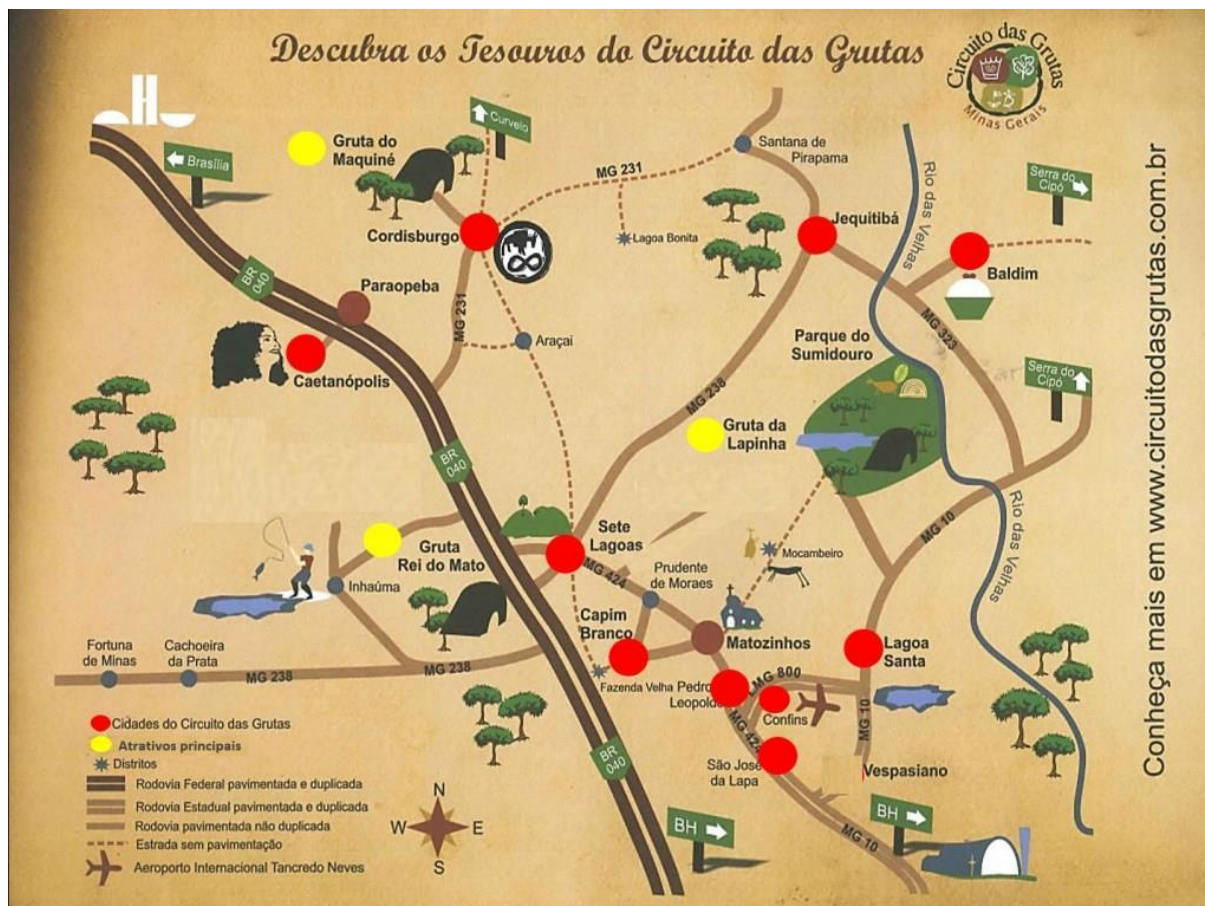 Descubra os Tesouros do Circuito das Grutas
Circuito das Grutas
Minas Gerais
Brasília
Gruta do
Maquiné
Curvelo
Santana de
Pirapama
MG 231
Rio das Velhas
Serra do
Cipó
Cordisburgo
Lagoa Bonita
Jequitibá
Baldim
BR
040
Paraopeba
MG 231
Araçai
Parque do
Sumidouro
MG 323
Caetanópolis
MG 238
Serra do
Cipó
Gruta da
Lapinha
BR
040
Sete
Lagoas
Gruta
Rei do Mato
MG 10
Rio das Velhas
Inhaúma
MG 424
Prudente
de Moraes
Mocambeiro
Capim
Branco
Matozinhos
Lagoa
Santa
Fortuna
de Minas
Cachoeira
da Prata
MG 238
MG 238
Fazenda Velha
Pedro
Leopoldo
LMG 800
Confins
MG 10
MG 424
São José
da Lapa
Vespasiano
BR
040
BH
BH
MG 10
Cidades do Circuito das Grutas
Atrativos principais
Distritos
Rodovia Federal pavimentada e duplicada
Rodovia Estadual pavimentada e duplicada
Rodovia pavimentada não duplicada
Estrada sem pavimentação
Aeroporto Internacional Tancredo Neves
N
W
E
S
Conheça mais em www.circuitodasgrutas.com.br